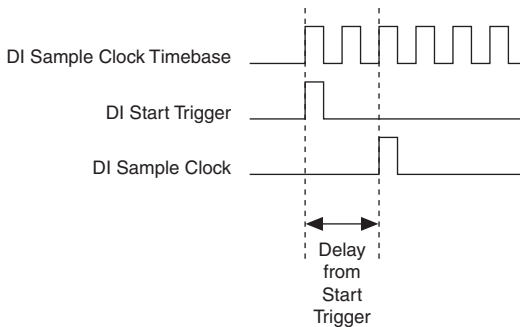 DI Sample Clock Timebase
DI Start Trigger
DI Sample Clock
Delay
from
Start
Trigger